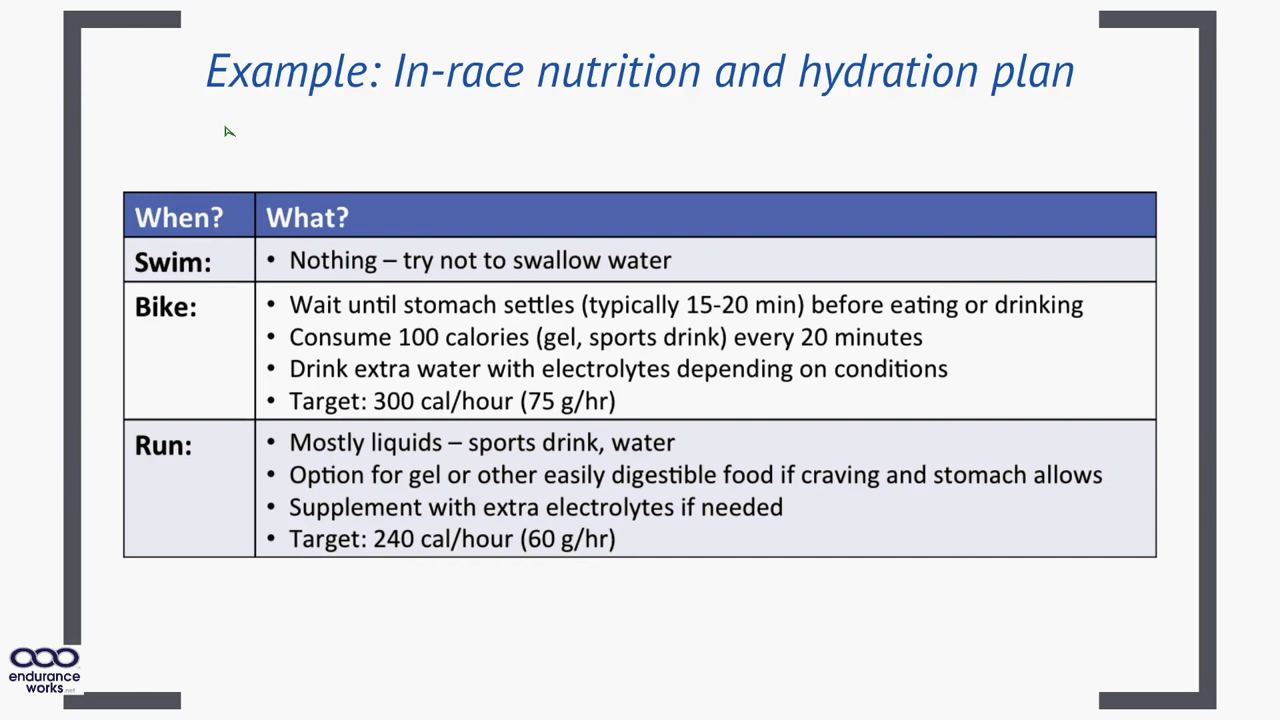 Example: In-race nutrition and hydration plan
When? What?
Swim: • Nothing – try not to swallow water
Bike: • Wait until stomach settles (typically 15-20 min) before eating or drinking
• Consume 100 calories (gel, sports drink) every 20 minutes
• Drink extra water with electrolytes depending on conditions
• Target: 300 cal/hour (75 g/hr)
Run: • Mostly liquids – sports drink, water
• Option for gel or other easily digestible food if craving and stomach allows
• Supplement with extra electrolytes if needed
• Target: 240 cal/hour (60 g/hr)
endurance
works.net